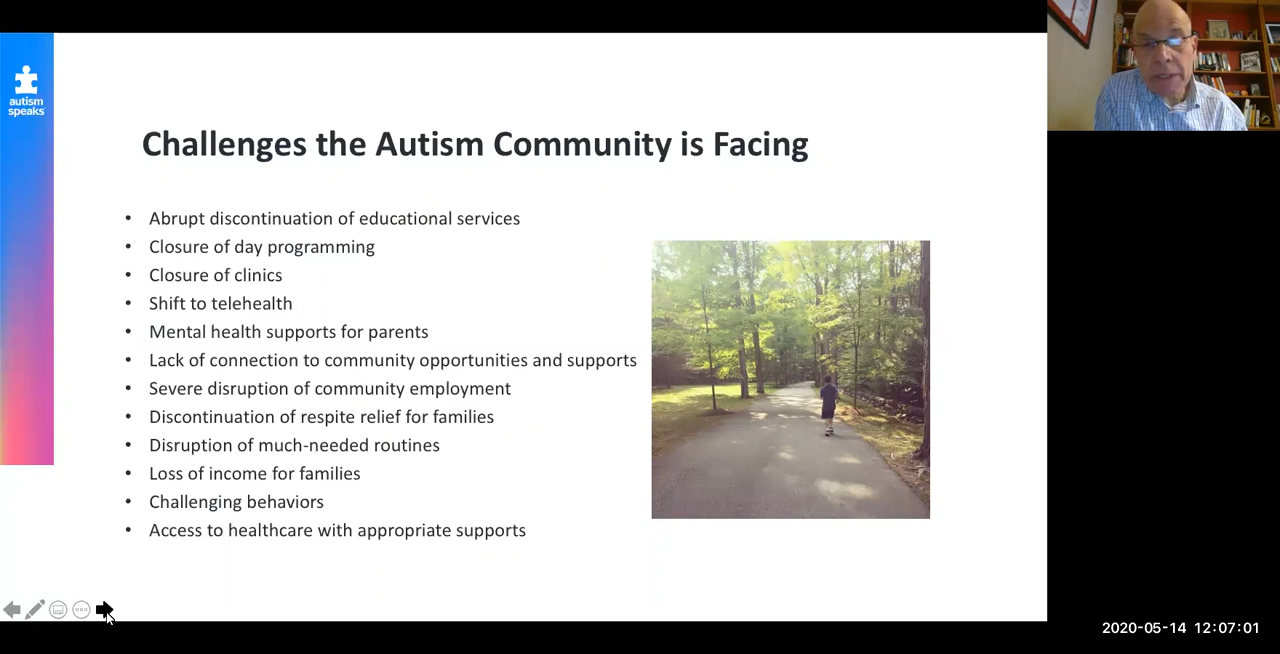 autism
speaks
Challenges the Autism Community is Facing
• Abrupt discontinuation of educational services
• Closure of day programming
• Closure of clinics
• Shift to telehealth
• Mental health supports for parents
• Lack of connection to community opportunities and supports
• Severe disruption of community employment
• Discontinuation of respite relief for families
• Disruption of much-needed routines
• Loss of income for families
• Challenging behaviors
• Access to healthcare with appropriate supports
2020-05-14 12:07:01